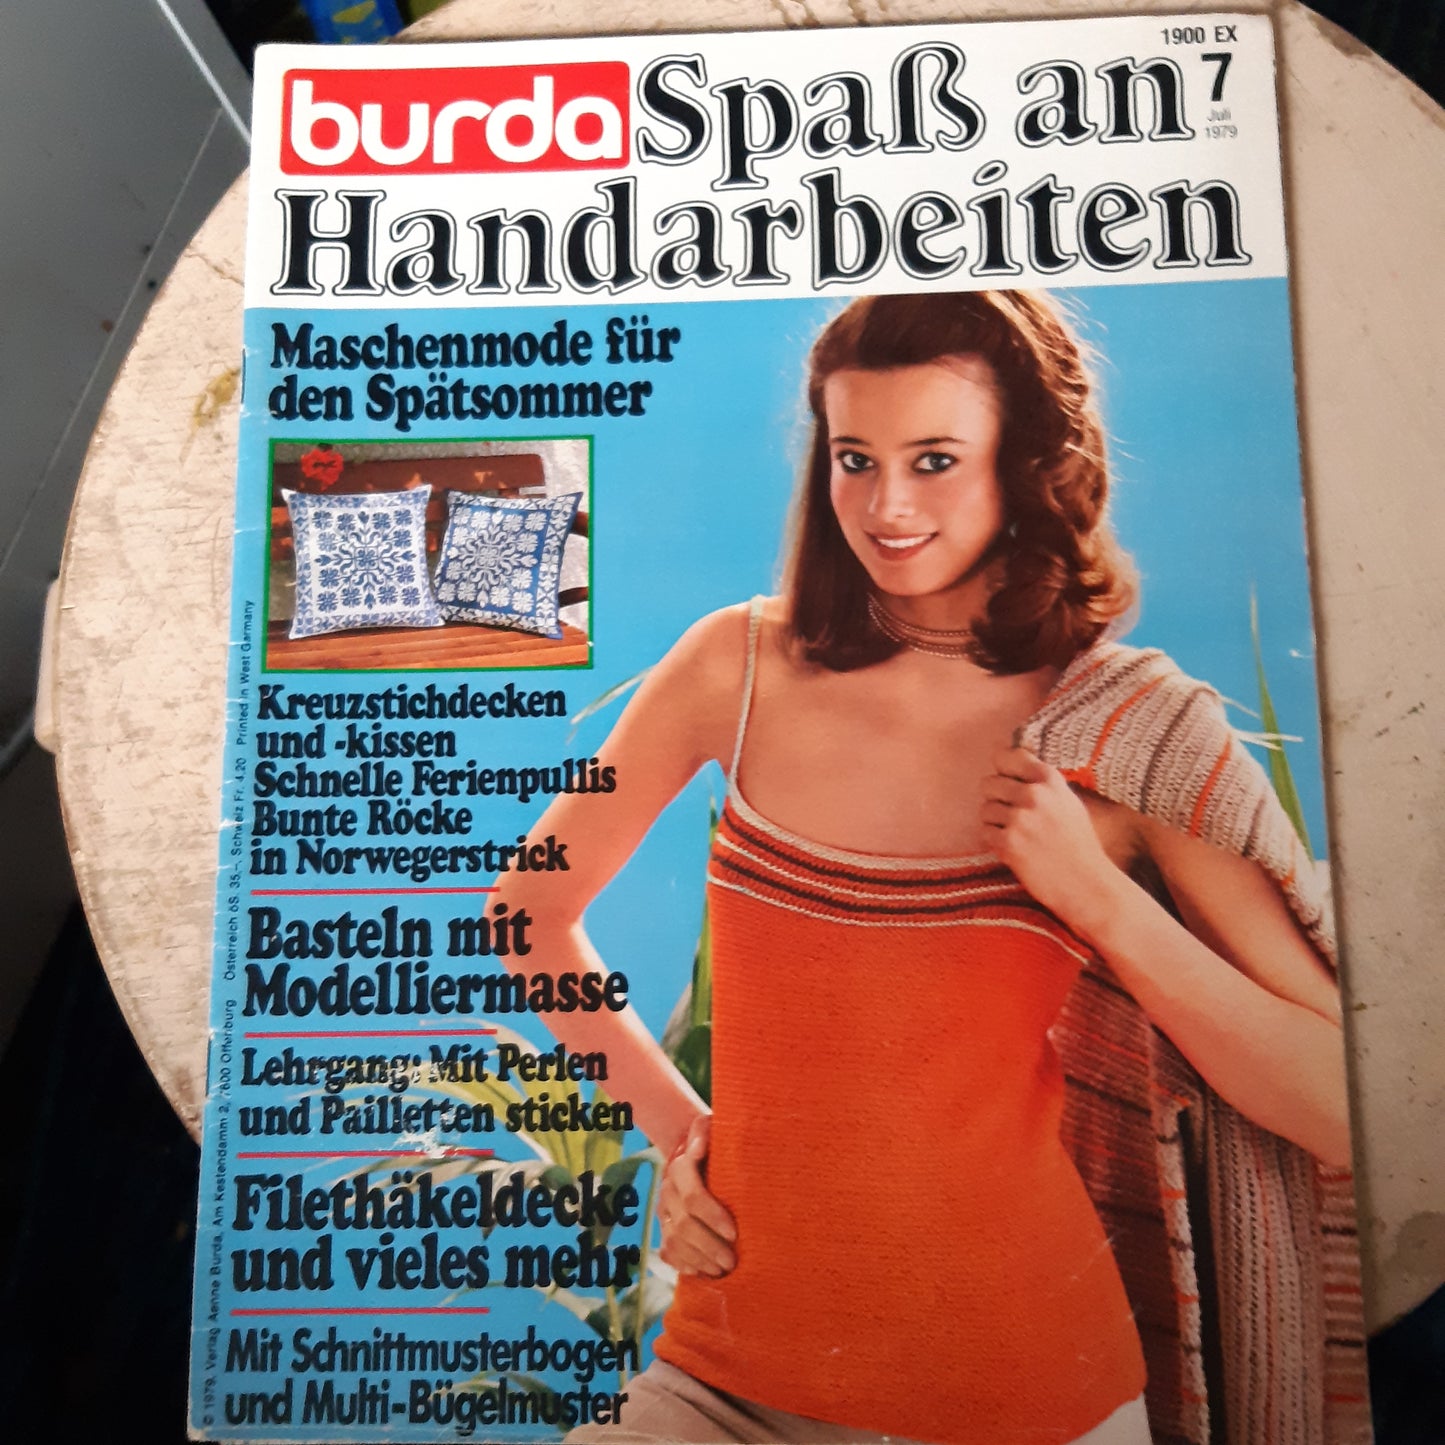 1900 EX
burda Spaß an
7
Juli
1979
Handarbeiten
Maschenmode für
den Spätsommer
Kreuzstichdecken
und -kissen
Schnelle Ferienpullis
Bunte Röcke
in Norwegerstrick
Basteln mit
Modelliermasse
Lehrgang: Mit Perlen
und Pailletten sticken
Filethäkeldecke
und vieles mehr
Mit Schnittmusterbogen
und Multi-Bügelmuster
© 1979, Verlag Aenne Burda, Am Kestendamm 2, 7600 Offenburg Österreich öS. 35,-, Schweiz Fr. 4.20 Printed in West Germany